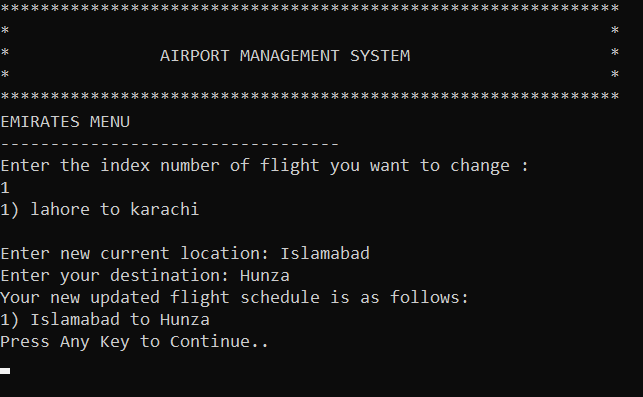 **************************************************************
*                                                            *
*               AIRPORT MANAGEMENT SYSTEM                    *
*                                                            *
**************************************************************
EMIRATES MENU
----------------------------------
Enter the index number of flight you want to change :
1
1) lahore to karachi

Enter new current location: Islamabad
Enter your destination: Hunza
Your new updated flight schedule is as follows:
1) Islamabad to Hunza
Press Any Key to Continue..